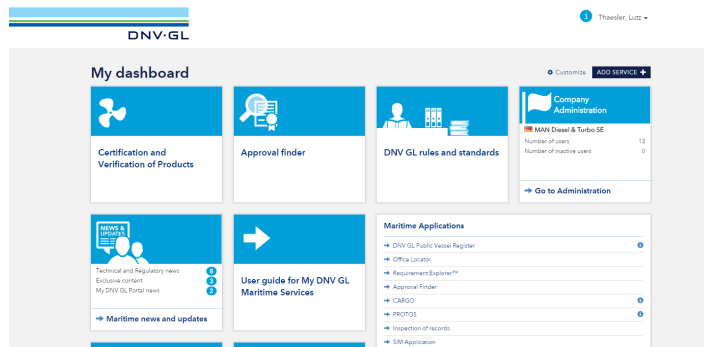 1 Thaesler, Lutz
DNV·GL
My dashboard
Customize
ADD SERVICE +
Certification and
Verification of Products
Approval finder
DNV GL rules and standards
Company
Administration
MAN Diesel & Turbo SE
Number of users 13
Number of inactive users 0
Go to Administration
NEWS &
UPDATES
Technical and Regulatory news 8
Exclusive content 3
My DNV GL Portal news 2
Maritime news and updates
User guide for My DNV GL
Maritime Services
Maritime Applications
DNV GL Public Vessel Register
Office Locator
Requirement Explorer™
Approval Finder
CARGO
PROTOS
Inspection of records
SIM Application